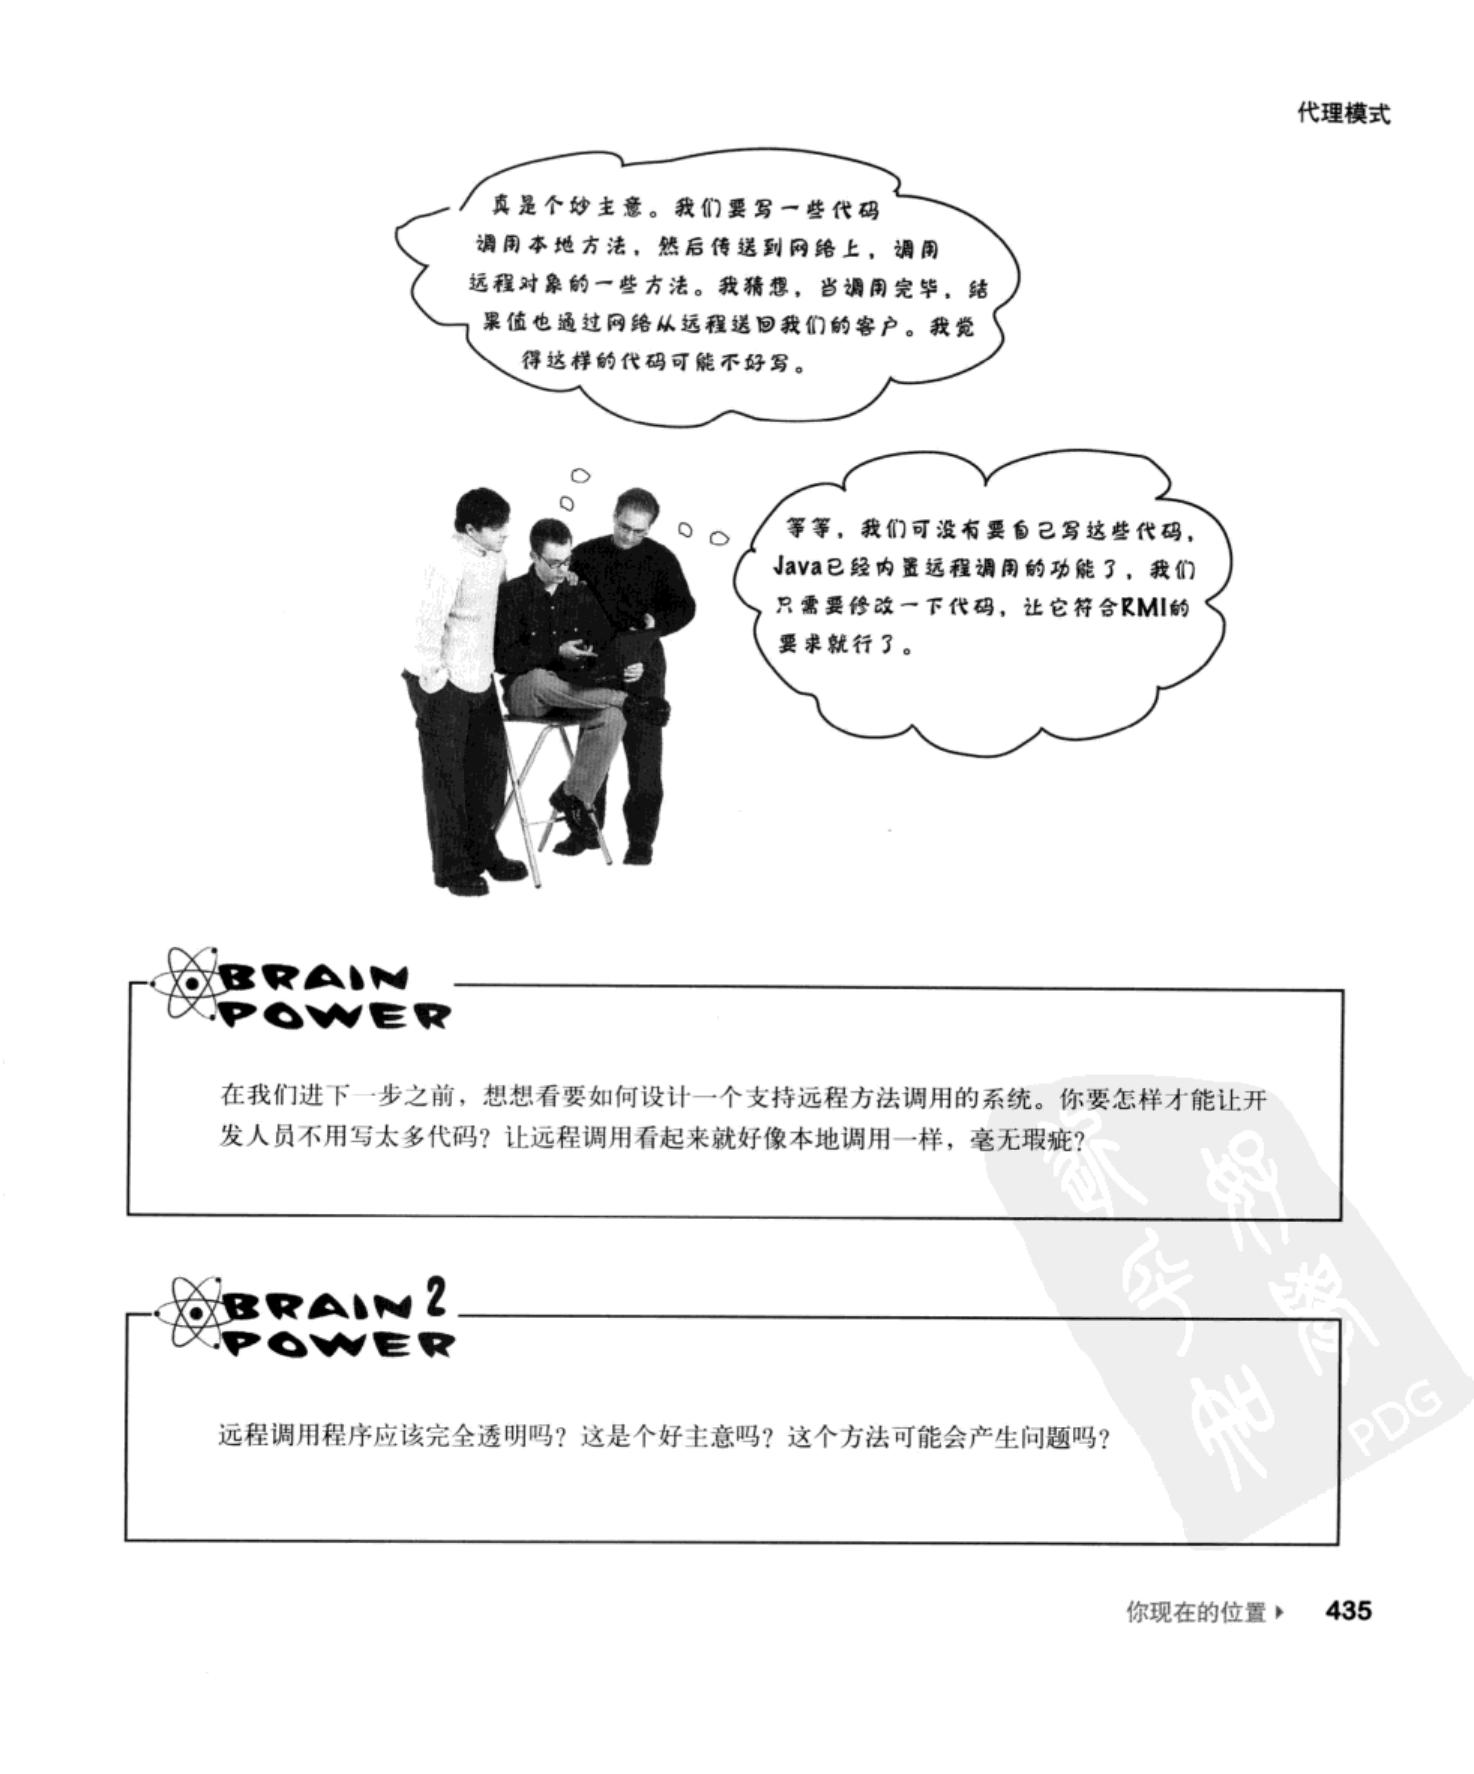 代理模式
真是个妙主意。我们要写一些代码
调用本地方法，然后传送到网络上，调用
远程对象的一些方法。我猜想，当调用完毕，结
果值也通过网络从远程送回我们的客户。我觉
得这样的代码可能不好写。
等等，我们可没有要自己写这些代码，
Java已经内置远程调用的功能了，我们
只需要修改一下代码，让它符合RMI的
要求就行了。
BRAIN
POWER
在我们进下一步之前，想想看要如何设计一个支持远程方法调用的系统。你要怎样才能让开
发人员不用写太多代码？让远程调用看起来就好像本地调用一样，毫无瑕疵？
BRAIN 2
POWER
远程调用程序应该完全透明吗？这是个好主意吗？这个方法可能会产生问题吗？
PDG
你现在的位置 ▸ 435